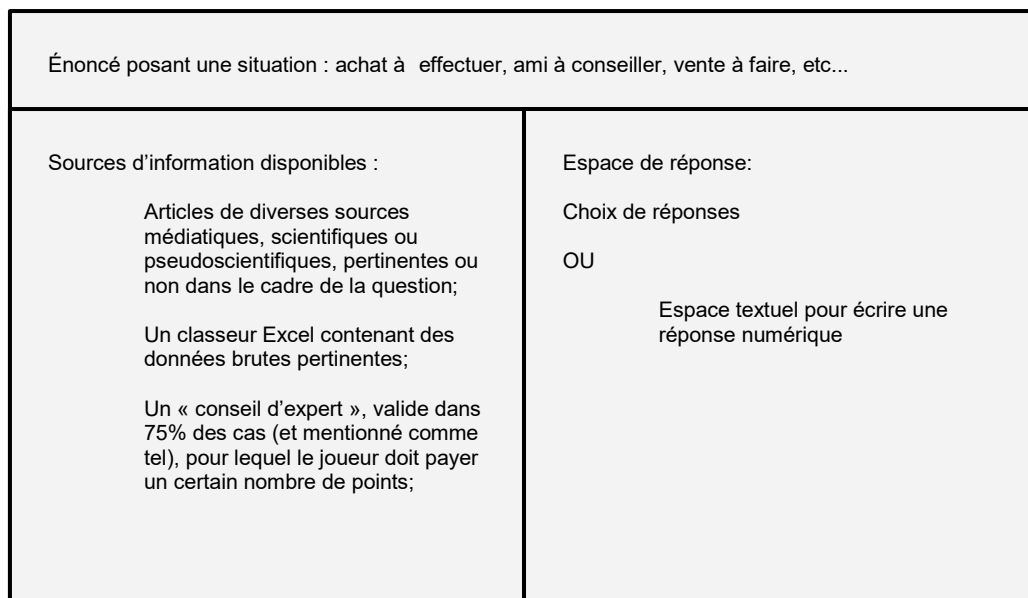 Énoncé posant une situation : achat à effectuer, ami à conseiller, vente à faire, etc...
Sources d’information disponibles :
Articles de diverses sources
médiatiques, scientifiques ou
pseudoscientifiques, pertinentes ou
non dans le cadre de la question;
Un classeur Excel contenant des
données brutes pertinentes;
Un « conseil d’expert », valide dans
75% des cas (et mentionné comme
tel), pour lequel le joueur doit payer
un certain nombre de points;
Espace de réponse:
Choix de réponses
OU
Espace textuel pour écrire une
réponse numérique